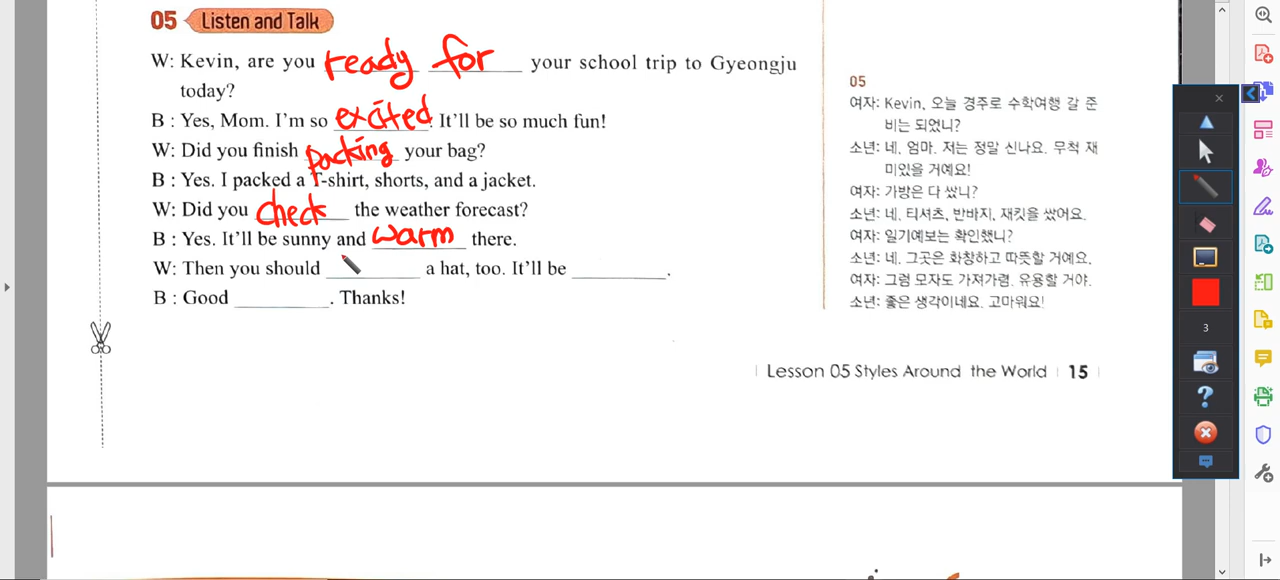 05 Listen and Talk
W: Kevin, are you ready for your school trip to Gyeongju
today?
B : Yes, Mom. I'm so excited. It'll be so much fun!
W: Did you finish packing your bag?
B : Yes. I packed a T-shirt, shorts, and a jacket.
W: Did you check the weather forecast?
B : Yes. It'll be sunny and warm there.
W: Then you should ________ a hat, too. It'll be ________.
B : Good ________. Thanks!
05
여자: Kevin, 오늘 경주로 수학여행 갈 준
비는 되었니?
소년: 네, 엄마. 저는 정말 신나요. 무척 재
미있을 거예요!
여자: 가방은 다 쌌니?
소년: 네, 티셔츠, 반바지, 재킷을 쌌어요.
여자: 일기예보는 확인했니?
소년: 네. 그곳은 화창하고 따뜻할 거예요.
여자: 그럼 모자도 가져가렴. 유용할 거야.
소년: 좋은 생각이네요. 고마워요!
Lesson 05 Styles Around the World 15
3